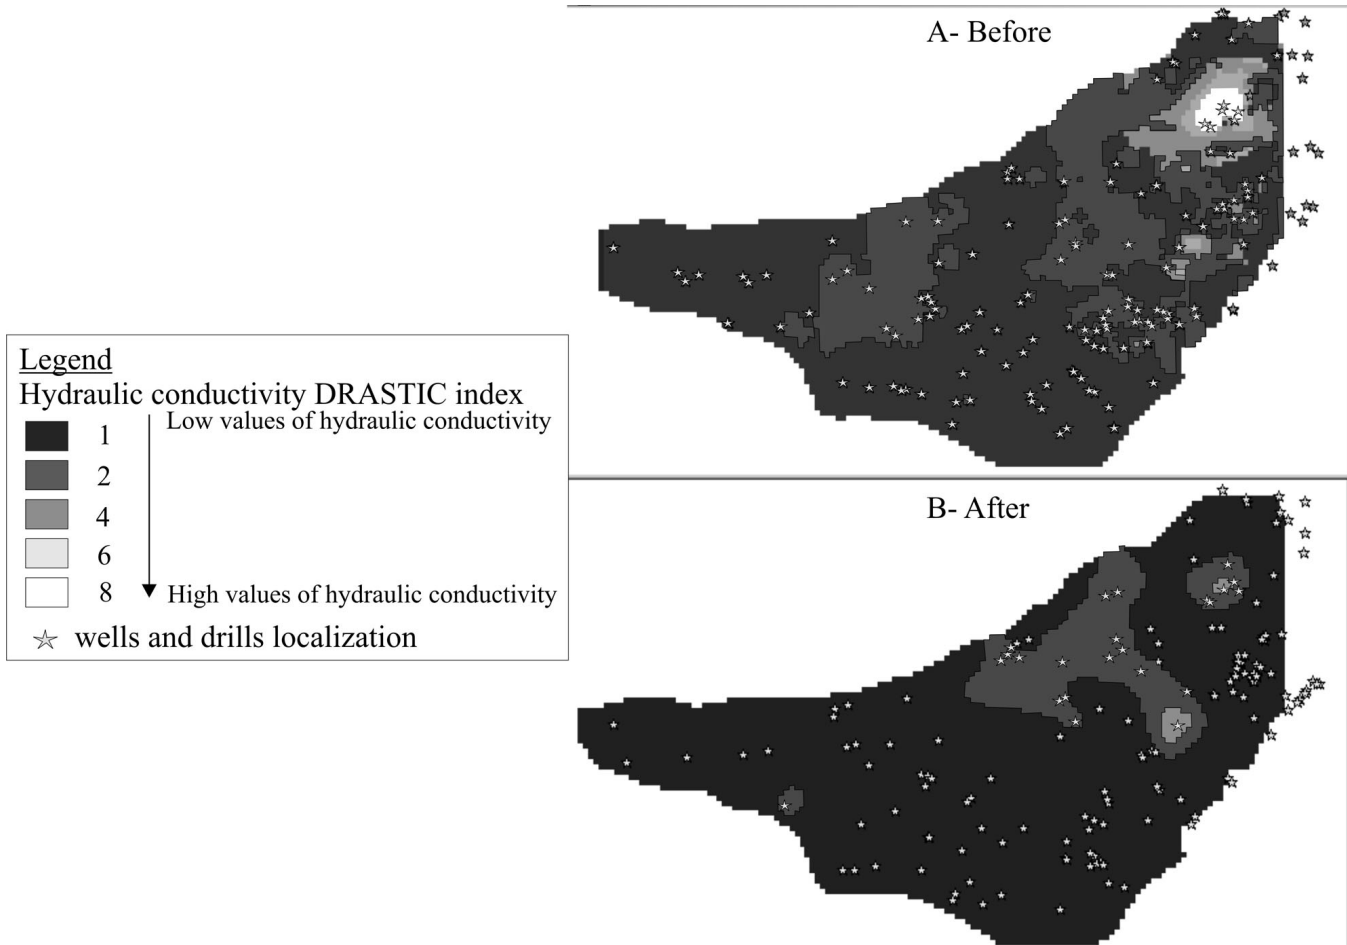 A- Before
Legend
Hydraulic conductivity DRASTIC index
1
Low values of hydraulic conductivity
2
4
6
8
High values of hydraulic conductivity
wells and drills localization
B- After